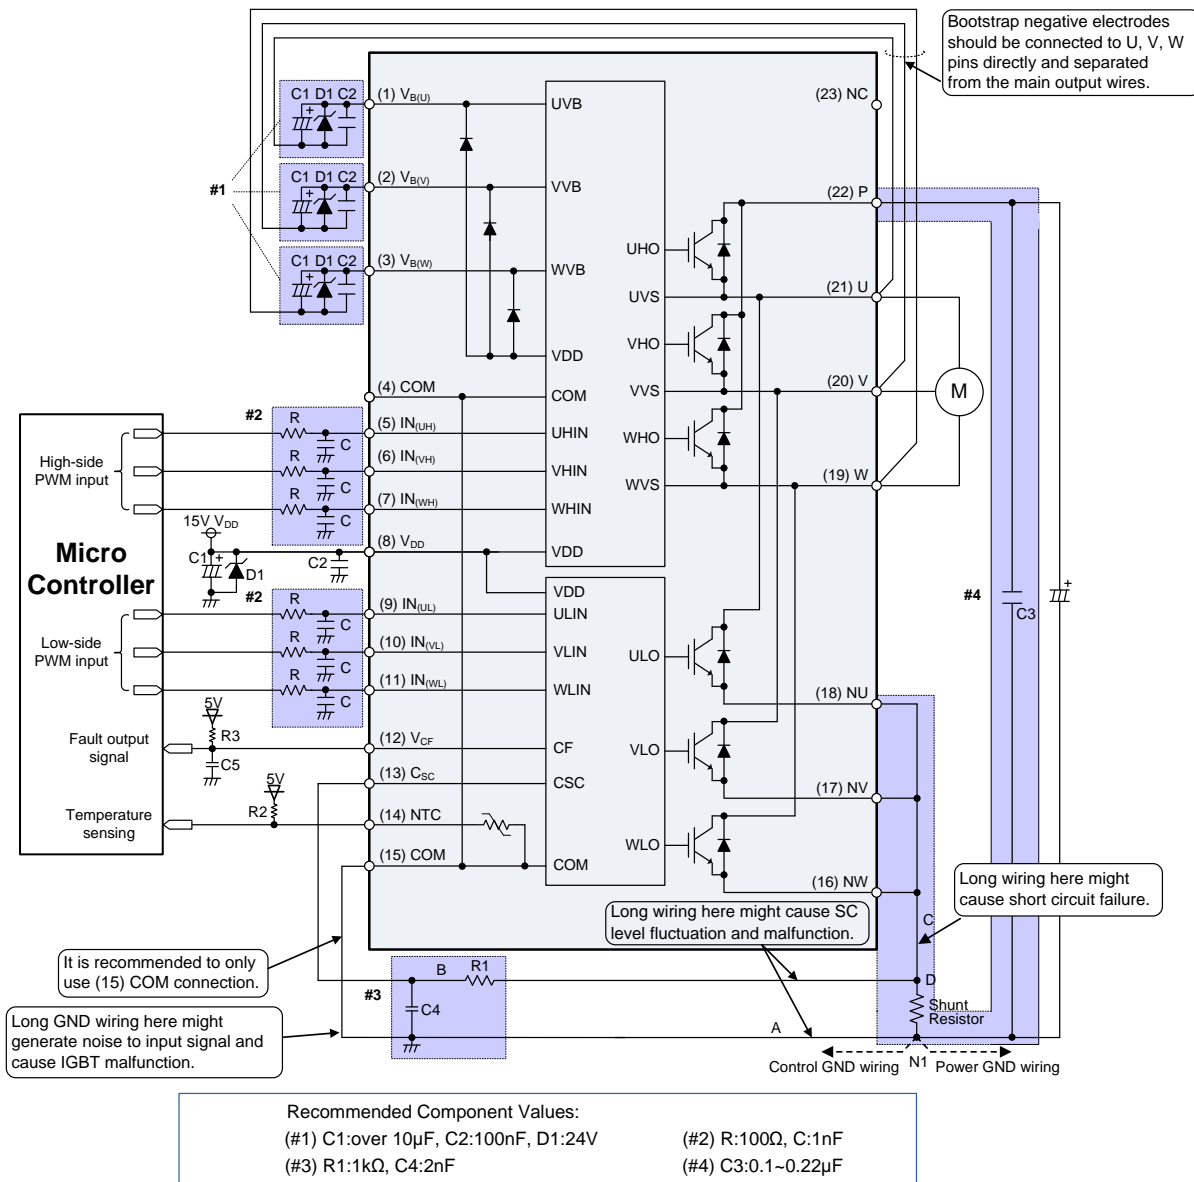 Bootstrap negative electrodes
should be connected to U, V, W
pins directly and separated
from the main output wires.
C1 D1 C2
+
(1) VB(U)
UVB
(23) NC
#1
C1 D1 C2
+
(2) VB(V)
VVB
(22) P
C1 D1 C2
+
(3) VB(W)
WVB
UHO
(21) U
UVS
VHO
VDD
(20) V
VVS
M
(4) COM
COM
#2
R
C
(5) IN(UH)
UHIN
WHO
High-side
PWM input
R
C
(6) IN(VH)
VHIN
(19) W
WVS
R
C
(7) IN(WH)
WHIN
15V VDD
Micro
Controller
C1
+
D1
C2
(8) VDD
VDD
#2
VDD
#4
C3
+
R
C
(9) IN(UL)
ULIN
Low-side
PWM input
R
C
(10) IN(VL)
VLIN
ULO
R
C
(11) IN(WL)
WLIN
(18) NU
5V
R3
Fault output
signal
C5
(12) VCF
CF
VLO
(13) CSC
CSC
5V
(17) NV
Temperature
sensing
R2
(14) NTC
WLO
(15) COM
COM
(16) NW
Long wiring here might
cause short circuit failure.
Long wiring here might cause SC
level fluctuation and malfunction.
C
It is recommended to only
use (15) COM connection.
B
R1
D
#3
C4
Shunt
Resistor
Long GND wiring here might
generate noise to input signal and
cause IGBT malfunction.
A
Control GND wiring
N1
Power GND wiring
Recommended Component Values:
(#1) C1:over 10μF, C2:100nF, D1:24V
(#2) R:100Ω, C:1nF
(#3) R1:1kΩ, C4:2nF
(#4) C3:0.1~0.22μF